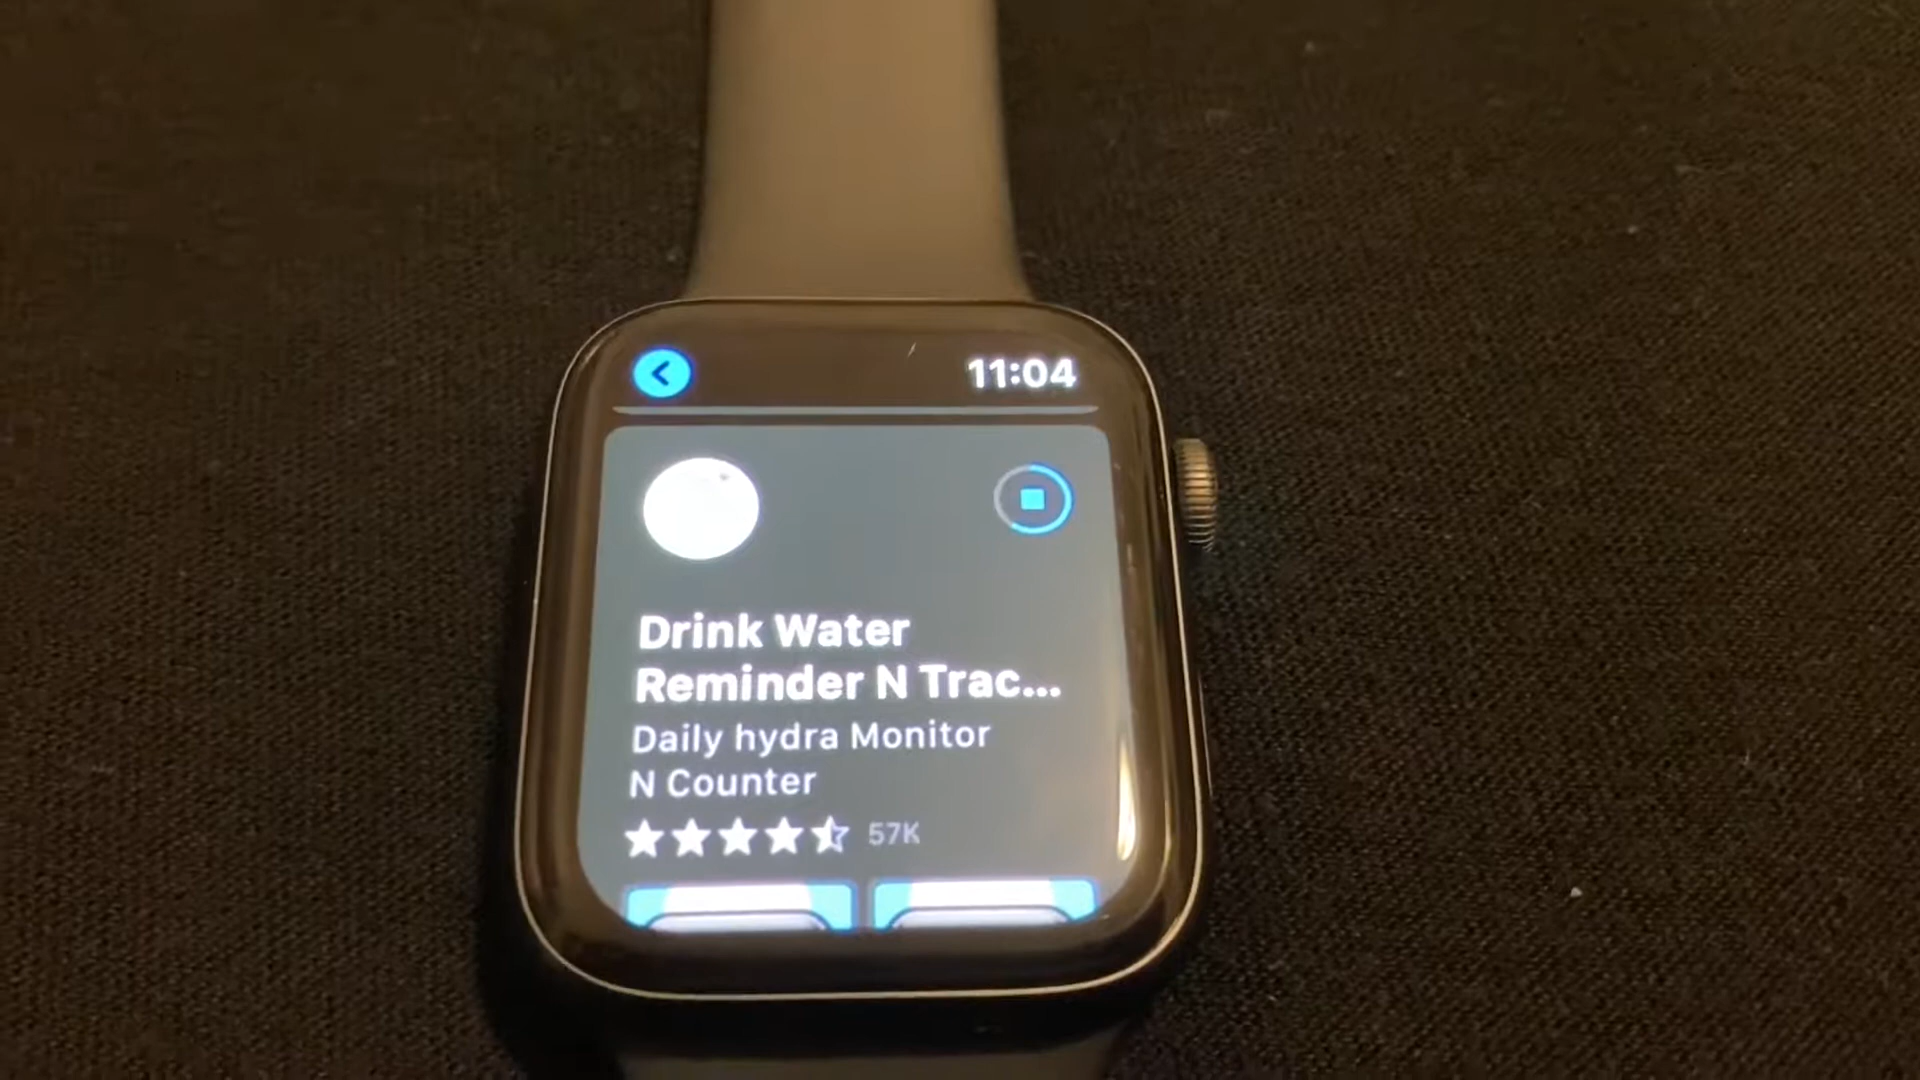 11:04
Drink Water
Reminder N Trac...
Daily hydra Monitor
N Counter
57K